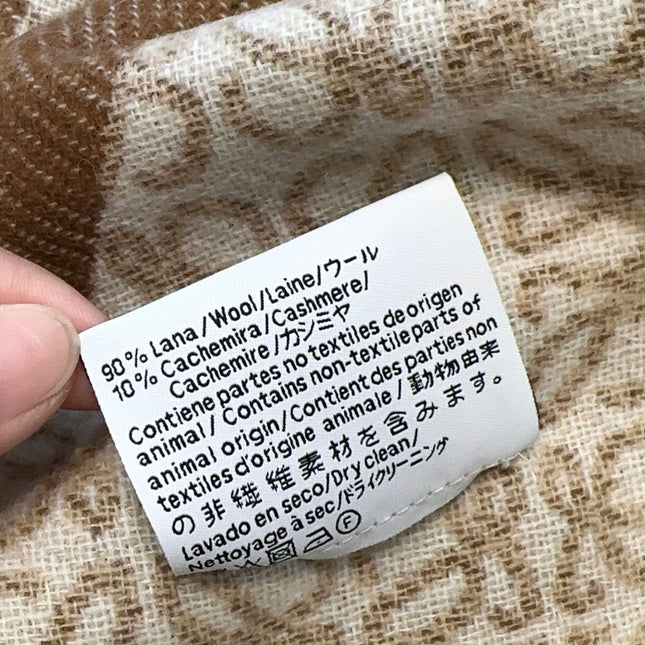 90% Lana/Wool/Laine/ウール
10% Cachemira/Cashmere/
Cachemire/カシミヤ
Contiene partes no textiles de origen
animal/Contains non-textile parts of
animal origin/Contient des parties non
textiles d'origine animale/動物由来
の非繊維素材を含みます。
Lavado en seco/Dry clean/
Nettoyage à sec/ドライクリーニング
F